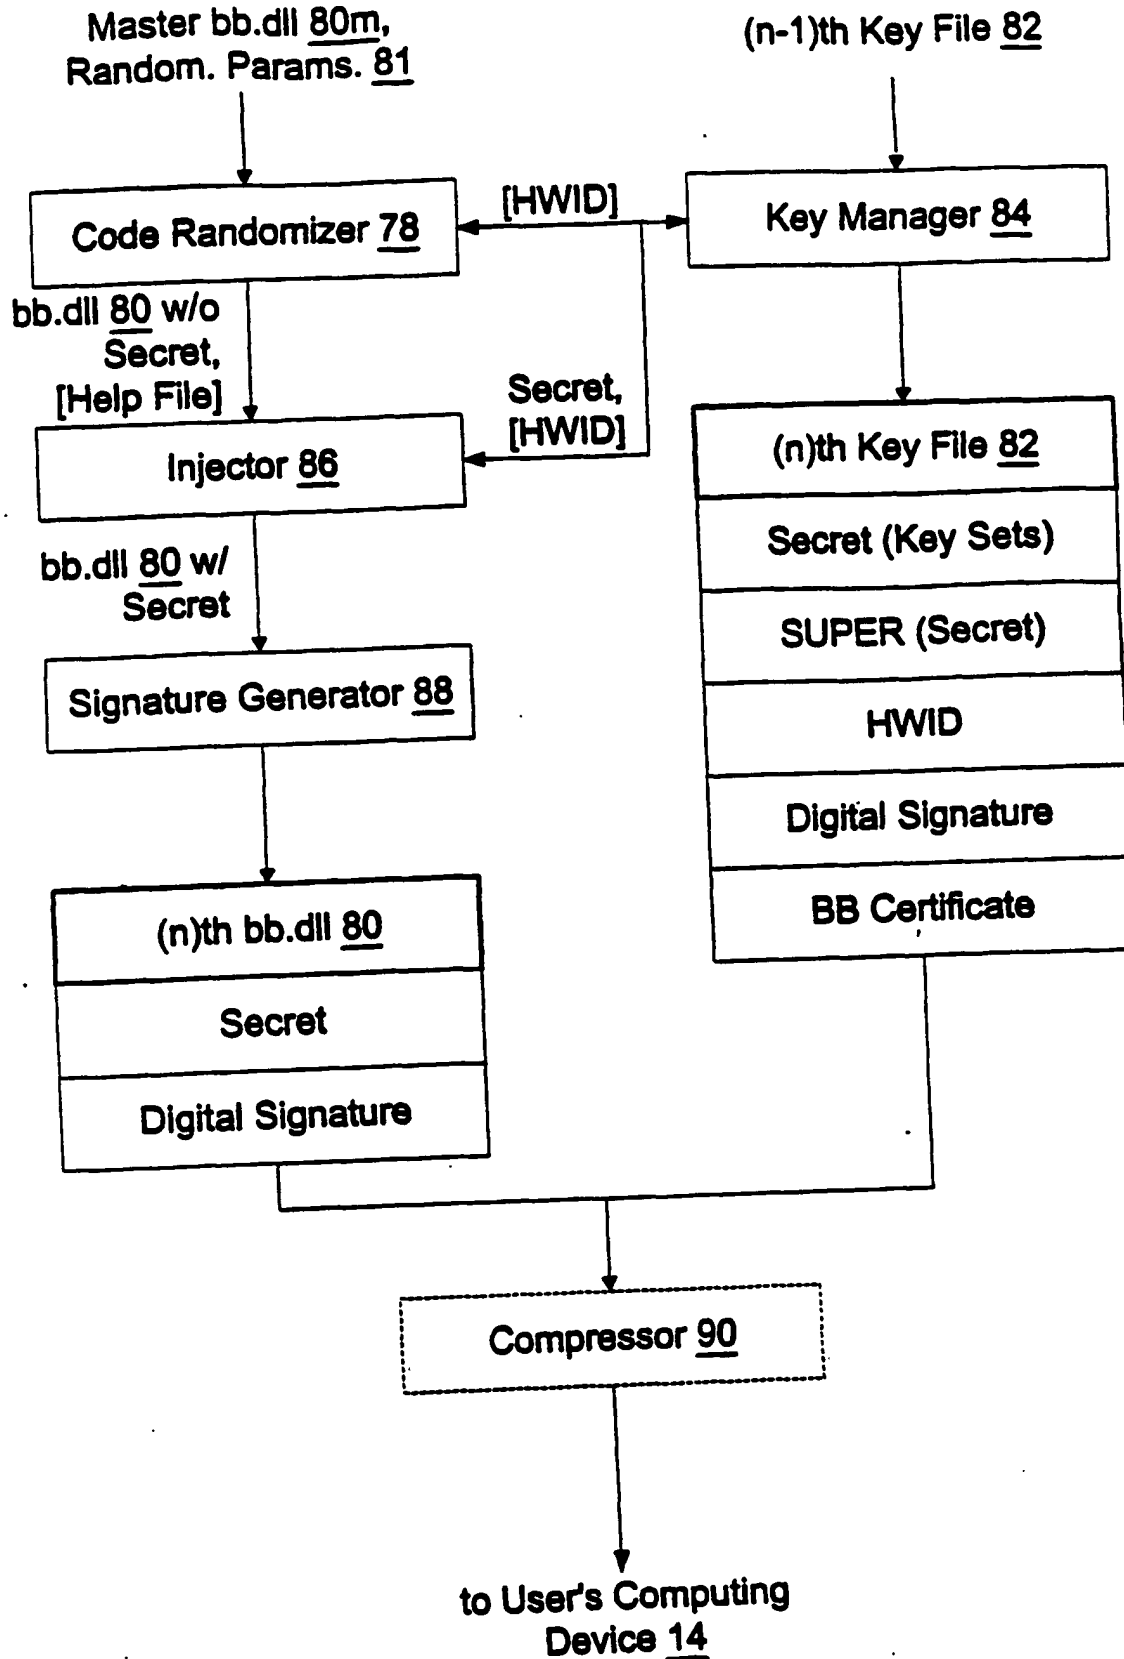 Master bb.dll 80m,
Random. Params. 81
(n-1)th Key File 82
Code Randomizer 78
[HWID]
Key Manager 84
bb.dll 80 w/o
Secret,
[Help File]
Secret,
[HWID]
Injector 86
(n)th Key File 82
Secret (Key Sets)
SUPER (Secret)
HWID
Digital Signature
BB Certificate
bb.dll 80 w/
Secret
Signature Generator 88
(n)th bb.dll 80
Secret
Digital Signature
Compressor 90
to User's Computing
Device 14